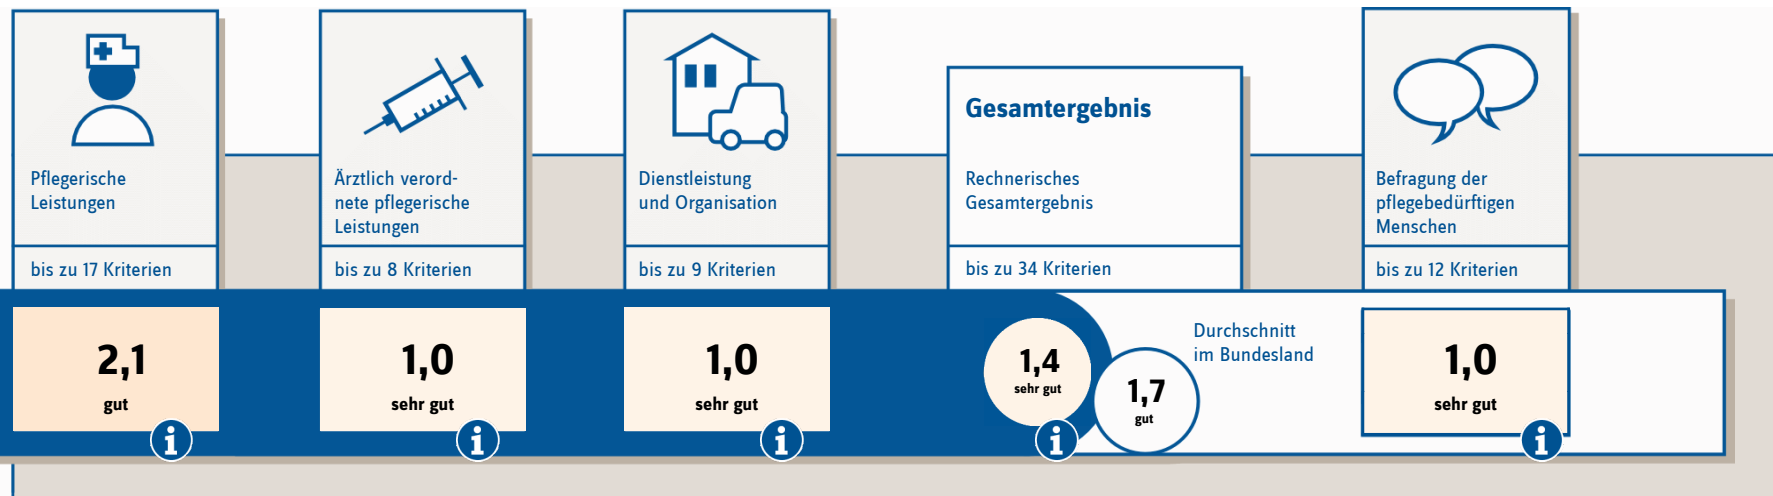 Pflegerische
Leistungen
bis zu 17 Kriterien
2,1
gut
i
Ärztlich verord-
nete pflegerische
Leistungen
bis zu 8 Kriterien
1,0
sehr gut
i
Dienstleistung
und Organisation
bis zu 9 Kriterien
1,0
sehr gut
i
Gesamtergebnis
Rechnerisches
Gesamtergebnis
bis zu 34 Kriterien
1,4
sehr gut
i
1,7
gut
Durchschnitt
im Bundesland
Befragung der
pflegebedürftigen
Menschen
bis zu 12 Kriterien
1,0
sehr gut
i